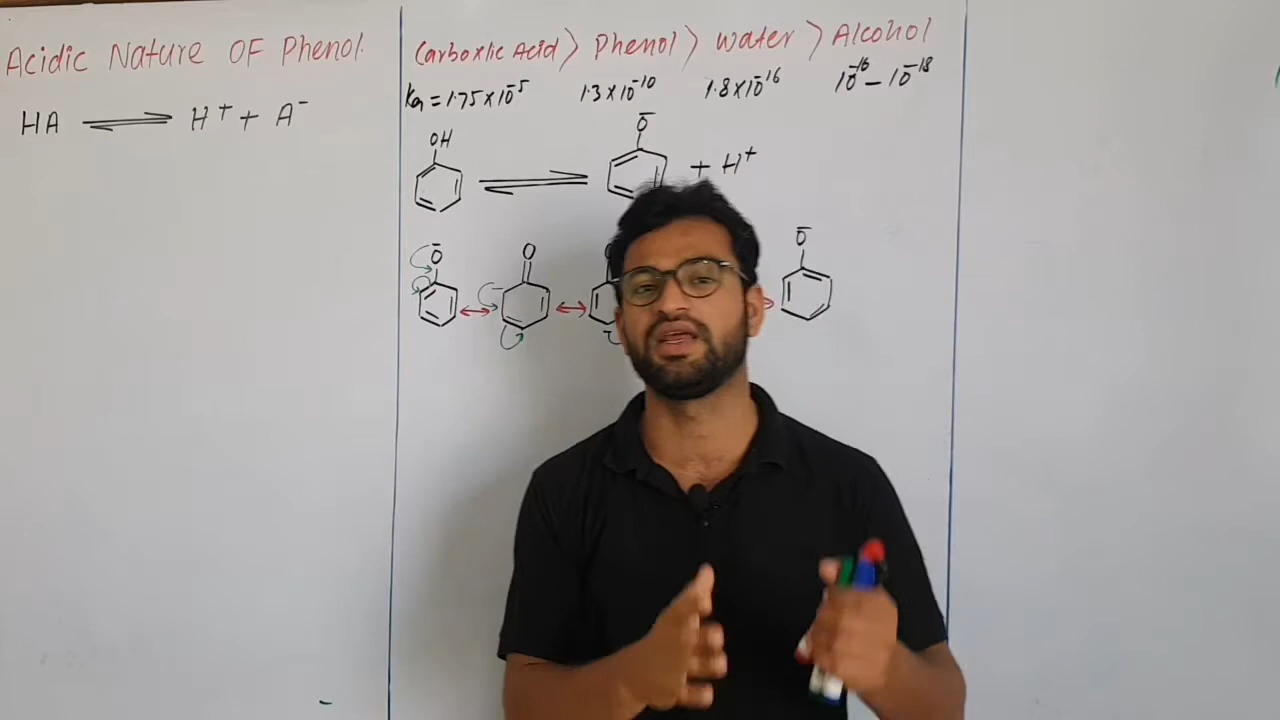 Acidic Nature OF Phenol
HA ⇌ H⁺ + A⁻
Carboxlic Acid > Phenol > Water > Alcohol
Ka = 1.75×10⁻⁵ 1.3×10⁻¹⁰ 1.8×10⁻¹⁶ 10⁻¹⁶ – 10⁻¹⁸
OH ⇌ O⁻ + H⁺
O⁻ ↔ O ↔ O⁻